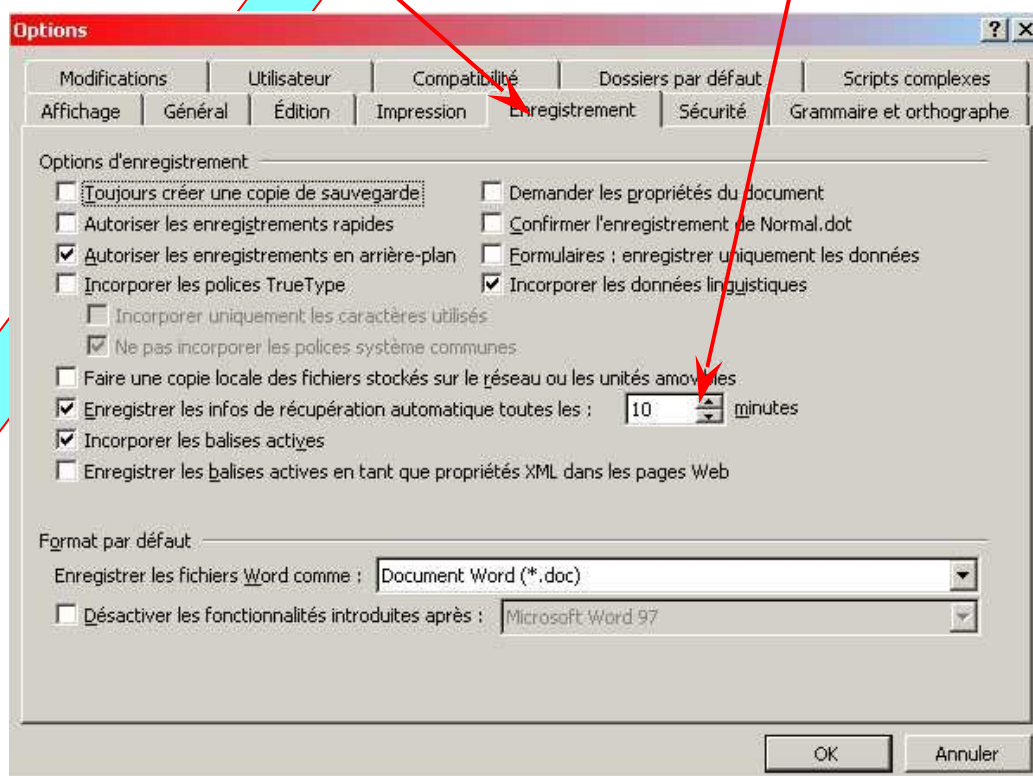 Options
Modifications Utilisateur Compatibilité Dossiers par défaut Scripts complexes
Affichage Général Édition Impression Enregistrement Sécurité Grammaire et orthographe
Options d'enregistrement
Toujours créer une copie de sauvegarde Demander les propriétés du document
Autoriser les enregistrements rapides Confirmer l'enregistrement de Normal.dot
Autoriser les enregistrements en arrière-plan Formulaires : enregistrer uniquement les données
Incorporer les polices TrueType Incorporer les données linguistiques
Incorporer uniquement les caractères utilisés
Ne pas incorporer les polices système communes
Faire une copie locale des fichiers stockés sur le réseau ou les unités amovibles
Enregistrer les infos de récupération automatique toutes les : 10 minutes
Incorporer les balises actives
Enregistrer les balises actives en tant que propriétés XML dans les pages Web
Format par défaut
Enregistrer les fichiers Word comme : Document Word (*.doc)
Désactiver les fonctionnalités introduites après : Microsoft Word 97
OK Annuler